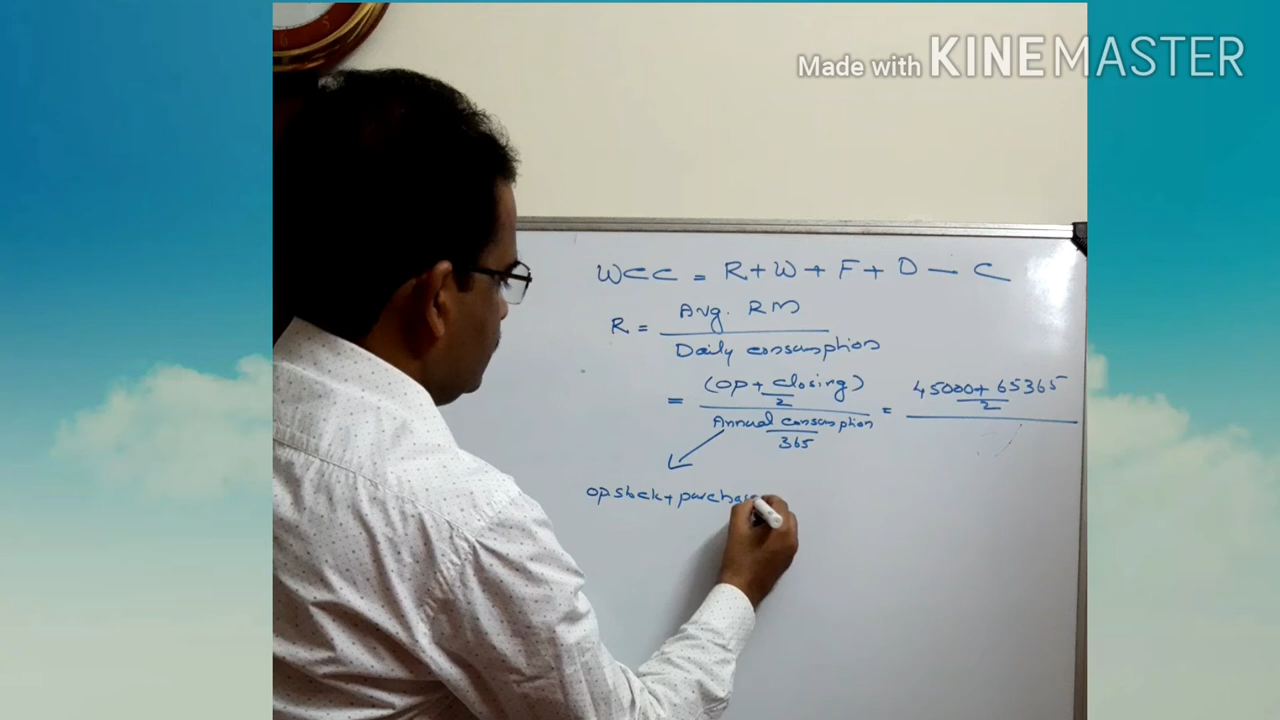 Made with KINEMASTER
WCC = R+W+F+D-C
R = Avg. RM
Daily consumption
= (op + closing)
2
Annual consumption
365
= 45000 + 65365
2
op stock + purchase